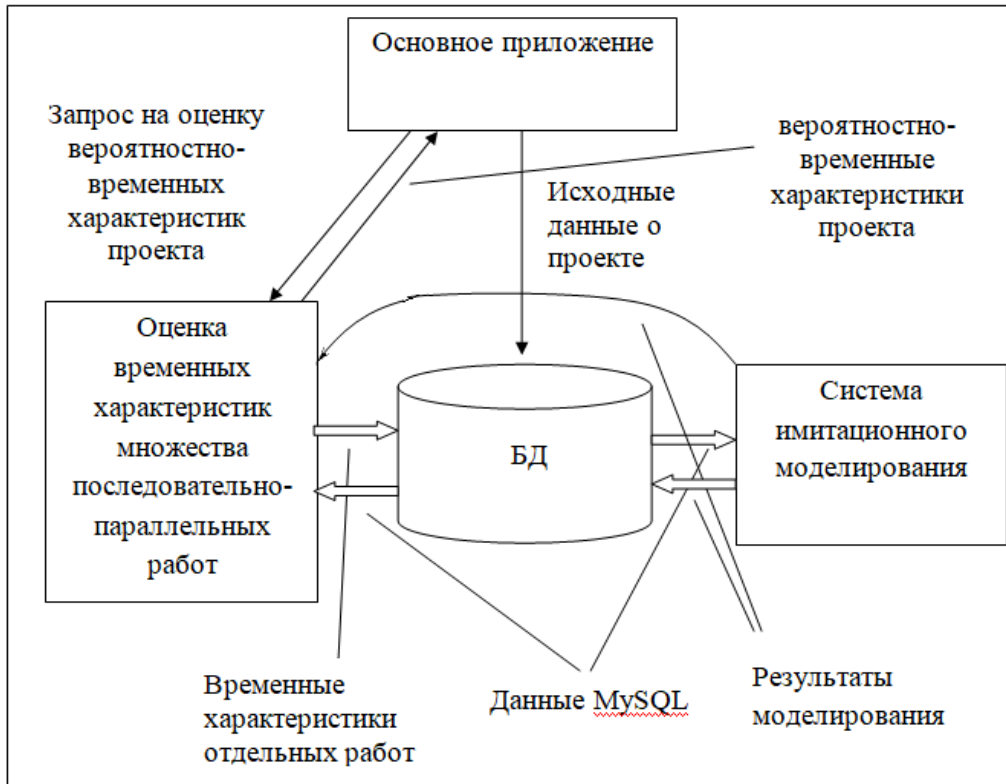 Основное приложение
Запрос на оценку
вероятностно-
временных
характеристик
проекта
вероятностно-
временные
характеристики
проекта
Исходные
данные о
проекте
Оценка
временных
характеристик
множества
последовательно-
параллельных
работ
БД
Система
имитационного
моделирования
Временные
характеристики
отдельных работ
Данные MySQL
Результаты
моделирования